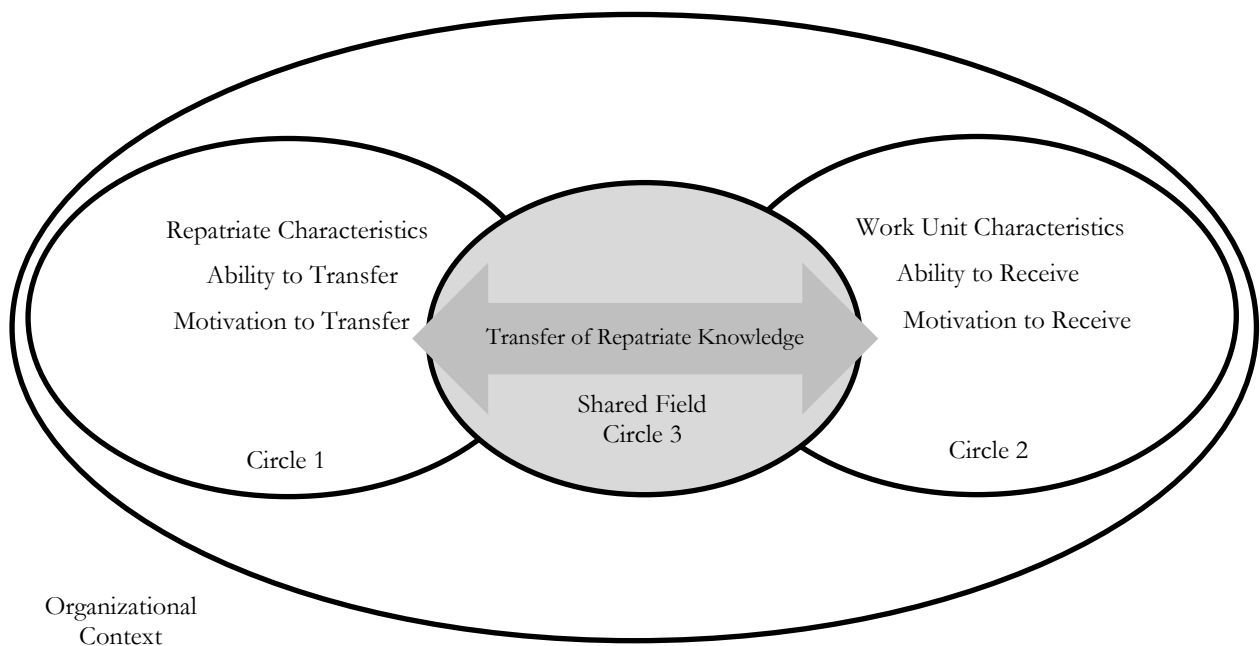 Repatriate Characteristics
Ability to Transfer
Motivation to Transfer
Circle 1
Transfer of Repatriate Knowledge
Shared Field
Circle 3
Work Unit Characteristics
Ability to Receive
Motivation to Receive
Circle 2
Organizational
Context